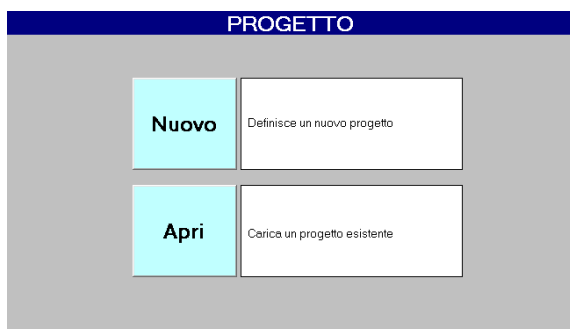 PROGETTO
Nuovo
Definisce un nuovo progetto
Apri
Carica un progetto esistente